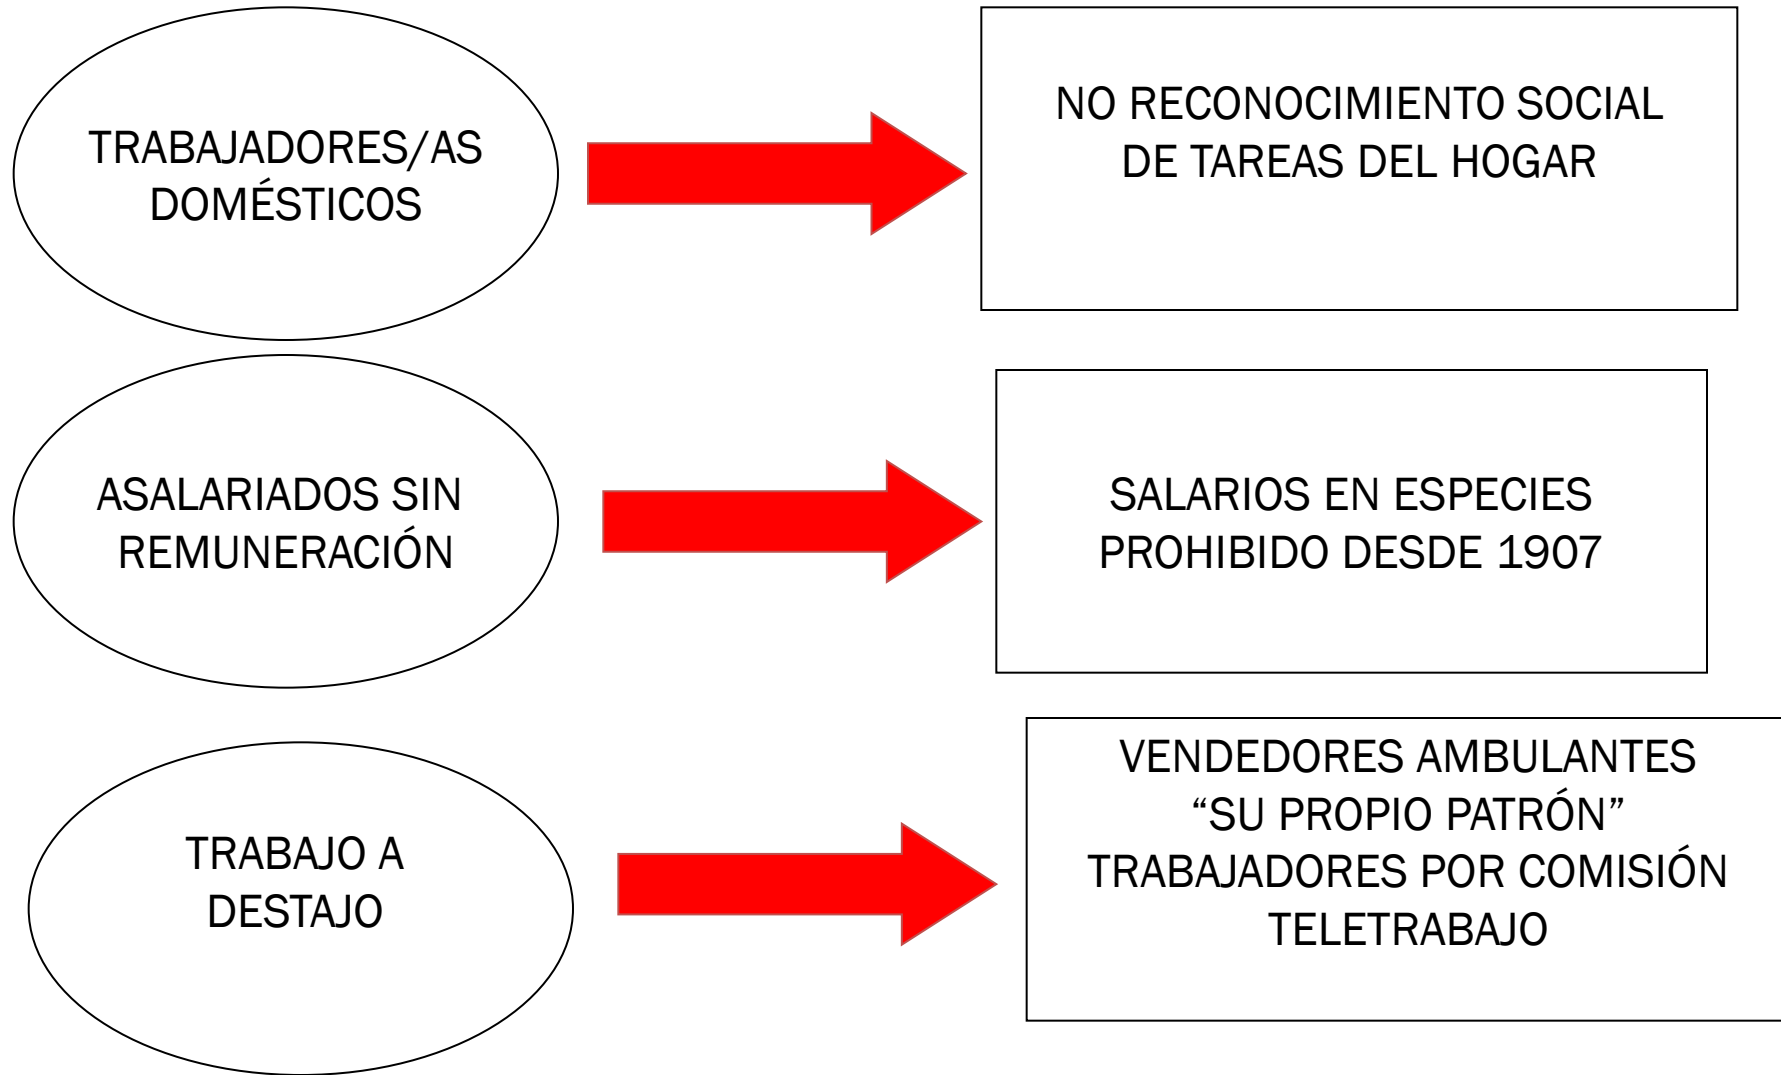 TRABAJADORES/AS
DOMÉSTICOS
NO RECONOCIMIENTO SOCIAL
DE TAREAS DEL HOGAR
ASALARIADOS SIN
REMUNERACIÓN
SALARIOS EN ESPECIES
PROHIBIDO DESDE 1907
TRABAJO A
DESTAJO
VENDEDORES AMBULANTES
“SU PROPIO PATRÓN”
TRABAJADORES POR COMISIÓN
TELETRABAJO